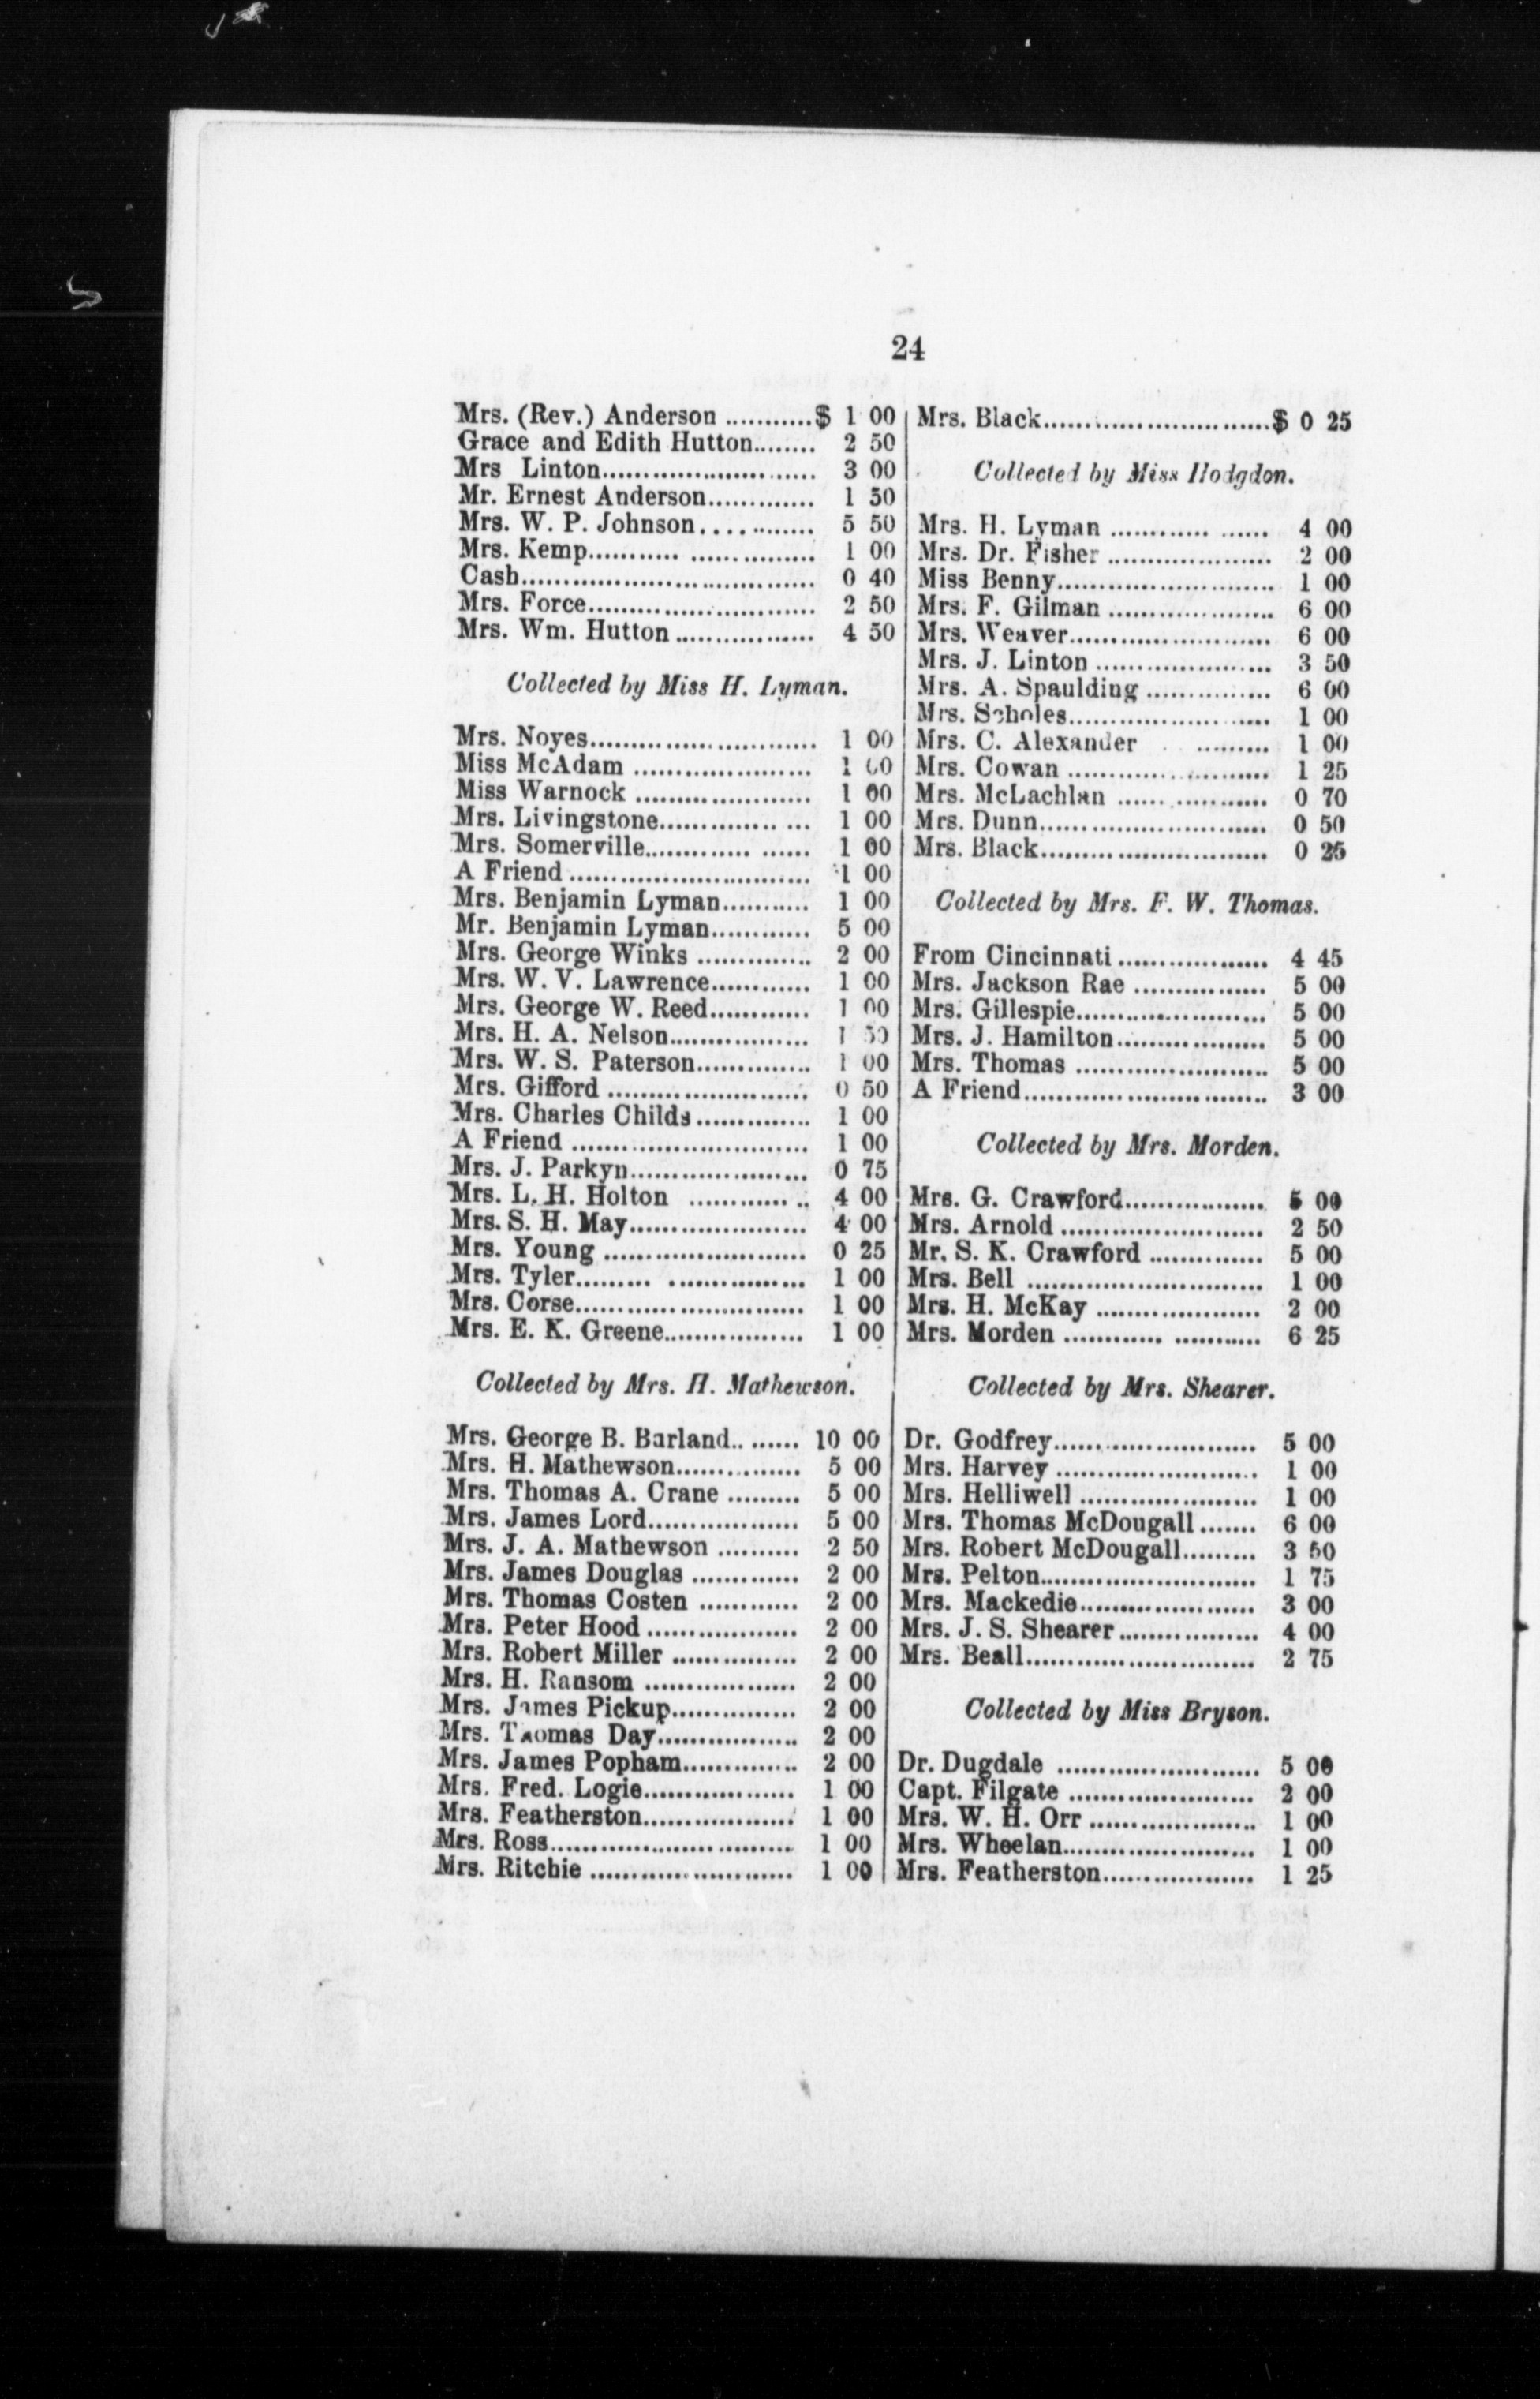 24
Mrs. (Rev.) Anderson ...........$ 1 00
Grace and Edith Hutton........ 2 50
Mrs Linton.......................... 3 00
Mr. Ernest Anderson............. 1 50
Mrs. W. P. Johnson.............. 5 50
Mrs. Kemp........... ............... 1 00
Cash.................................... 0 40
Mrs. Force............................ 2 50
Mrs. Wm. Hutton ................. 4 50
Collected by Miss H. Lyman.
Mrs. Noyes............................ 1 00
Miss McAdam ...................... 1 00
Miss Warnock ...................... 1 00
Mrs. Livingstone.............. ... 1 00
Mrs. Somerville............. ...... 1 00
A Friend .............................. 1 00
Mrs. Benjamin Lyman........... 1 00
Mr. Benjamin Lyman............ 5 00
Mrs. George Winks .............. 2 00
Mrs. W. V. Lawrence............ 1 00
Mrs. George W. Reed............ 1 00
Mrs. H. A. Nelson................. 1 50
Mrs. W. S. Paterson.............. 1 00
Mrs. Gifford ........................ 0 50
Mrs. Charles Childs.............. 1 00
A Friend ............................. 1 00
Mrs. J. Parkyn...................... 0 75
Mrs. L. H. Holton ............ .. 4 00
Mrs. S. H. May...................... 4 00
Mrs. Young ......................... 0 25
Mrs. Tyler......... ................. 1 00
Mrs. Corse............................ 1 00
Mrs. E. K. Greene................. 1 00
Collected by Mrs. H. Mathewson.
Mrs. George B. Burland.. ...... 10 00
Mrs. H. Mathewson............... 5 00
Mrs. Thomas A. Crane ......... 5 00
Mrs. James Lord.................. 5 00
Mrs. J. A. Mathewson .......... 2 50
Mrs. James Douglas ............. 2 00
Mrs. Thomas Costen ............ 2 00
Mrs. Peter Hood .................. 2 00
Mrs. Robert Miller ............... 2 00
Mrs. H. Ransom .................. 2 00
Mrs. James Pickup............... 2 00
Mrs. Thomas Day................. 2 00
Mrs. James Popham.............. 2 00
Mrs. Fred. Logie.................. 1 00
Mrs. Featherston.................. 1 00
Mrs. Ross............................. 1 00
Mrs. Ritchie ........................ 1 00
Mrs. Black............................$ 0 25
Collected by Miss Hodgdon.
Mrs. H. Lyman ............ ...... 4 00
Mrs. Dr. Fisher .................... 2 00
Miss Benny.......................... 1 00
Mrs. F. Gilman .................... 6 00
Mrs. Weaver........................ 6 00
Mrs. J. Linton ..................... 3 50
Mrs. A. Spaulding ............... 6 00
Mrs. Scholes........................ 1 00
Mrs. C. Alexander ......... 1 00
Mrs. Cowan ........................ 1 25
Mrs. McLachlan ...... ............ 0 70
Mrs. Dunn........................... 0 50
Mrs. Black........................... 0 25
Collected by Mrs. F. W. Thomas.
From Cincinnati .................. 4 45
Mrs. Jackson Rae ................ 5 00
Mrs. Gillespie....................... 5 00
Mrs. J. Hamilton.................. 5 00
Mrs. Thomas ....................... 5 00
A Friend............................. 3 00
Collected by Mrs. Morden.
Mrs. G. Crawford................. 5 00
Mrs. Arnold ........................ 2 50
Mr. S. K. Crawford .............. 5 00
Mrs. Bell ............................ 1 00
Mrs. H. McKay .................... 2 00
Mrs. Morden ............ ........... 6 25
Collected by Mrs. Shearer.
Dr. Godfrey........................ 5 00
Mrs. Harvey ........................ 1 00
Mrs. Helliwell ..................... 1 00
Mrs. Thomas McDougall ....... 6 00
Mrs. Robert McDougall......... 3 50
Mrs. Pelton.......................... 1 75
Mrs. Mackedie..................... 3 00
Mrs. J. S. Shearer ................. 4 00
Mrs. Beall............................ 2 75
Collected by Miss Bryson.
Dr. Dugdale ........................ 5 00
Capt. Filgate ...................... 2 00
Mrs. W. H. Orr .................... 1 00
Mrs. Wheelan....................... 1 00
Mrs. Featherston.................. 1 25